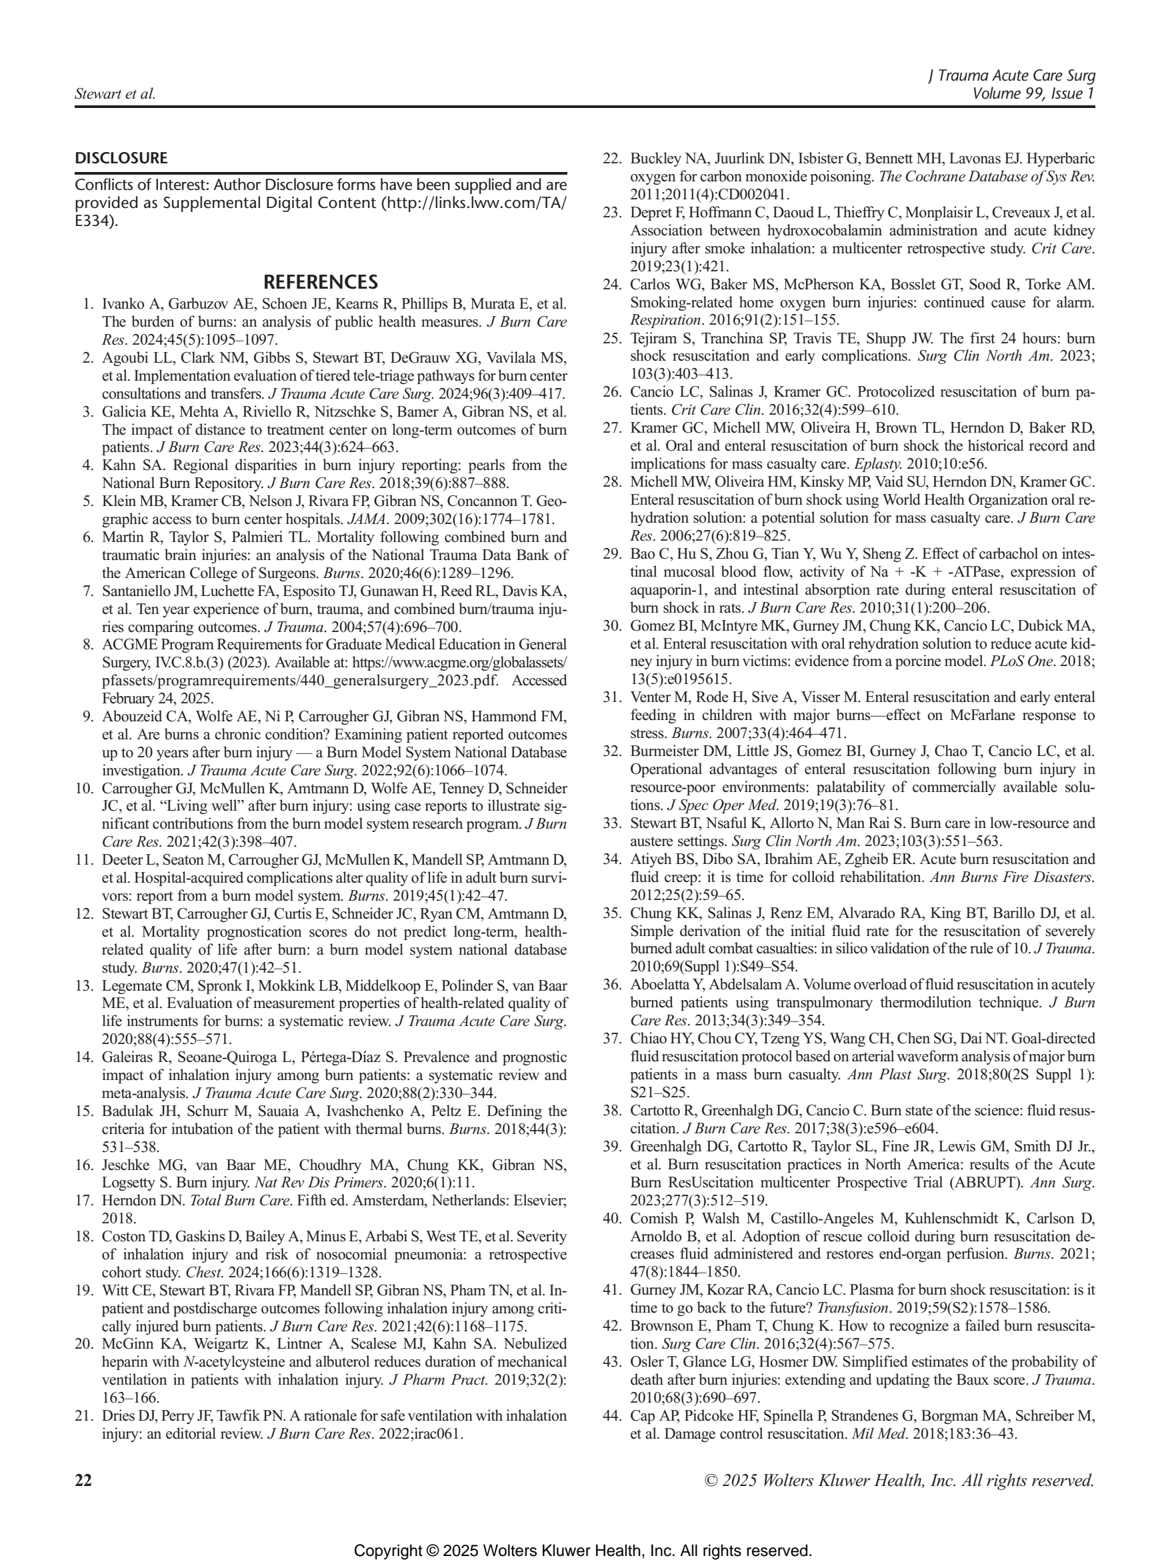 Stewart et al.
J Trauma Acute Care Surg
Volume 99, Issue 1
DISCLOSURE
Conflicts of Interest: Author Disclosure forms have been supplied and are
provided as Supplemental Digital Content (http://links.lww.com/TA/
E334).
REFERENCES
1. Ivanko A, Garbuzov AE, Schoen JE, Kearns R, Phillips B, Murata E, et al.
The burden of burns: an analysis of public health measures. J Burn Care
Res. 2024;45(5):1095–1097.
2. Agoubi LL, Clark NM, Gibbs S, Stewart BT, DeGrauw XG, Vavilala MS,
et al. Implementation evaluation of tiered tele-triage pathways for burn center
consultations and transfers. J Trauma Acute Care Surg. 2024;96(3):409–417.
3. Galicia KE, Mehta A, Riviello R, Nitzschke S, Bamer A, Gibran NS, et al.
The impact of distance to treatment center on long-term outcomes of burn
patients. J Burn Care Res. 2023;44(3):624–663.
4. Kahn SA. Regional disparities in burn injury reporting: pearls from the
National Burn Repository. J Burn Care Res. 2018;39(6):887–888.
5. Klein MB, Kramer CB, Nelson J, Rivara FP, Gibran NS, Concannon T. Geo-
graphic access to burn center hospitals. JAMA. 2009;302(16):1774–1781.
6. Martin R, Taylor S, Palmieri TL. Mortality following combined burn and
traumatic brain injuries: an analysis of the National Trauma Data Bank of
the American College of Surgeons. Burns. 2020;46(6):1289–1296.
7. Santaniello JM, Luchette FA, Esposito TJ, Gunawan H, Reed RL, Davis KA,
et al. Ten year experience of burn, trauma, and combined burn/trauma inju-
ries comparing outcomes. J Trauma. 2004;57(4):696–700.
8. ACGME Program Requirements for Graduate Medical Education in General
Surgery, IV.C.8.b.(3) (2023). Available at: https://www.acgme.org/globalassets/
pfassets/programrequirements/440_generalsurgery_2023.pdf. Accessed
February 24, 2025.
9. Abouzeid CA, Wolfe AE, Ni P, Carrougher GJ, Gibran NS, Hammond FM,
et al. Are burns a chronic condition? Examining patient reported outcomes
up to 20 years after burn injury — a Burn Model System National Database
investigation. J Trauma Acute Care Surg. 2022;92(6):1066–1074.
10. Carrougher GJ, McMullen K, Amtmann D, Wolfe AE, Tenney D, Schneider
JC, et al. “Living well” after burn injury: using case reports to illustrate sig-
nificant contributions from the burn model system research program. J Burn
Care Res. 2021;42(3):398–407.
11. Deeter L, Seaton M, Carrougher GJ, McMullen K, Mandell SP, Amtmann D,
et al. Hospital-acquired complications alter quality of life in adult burn survi-
vors: report from a burn model system. Burns. 2019;45(1):42–47.
12. Stewart BT, Carrougher GJ, Curtis E, Schneider JC, Ryan CM, Amtmann D,
et al. Mortality prognostication scores do not predict long-term, health-
related quality of life after burn: a burn model system national database
study. Burns. 2020;47(1):42–51.
13. Legemate CM, Spronk I, Mokkink LB, Middelkoop E, Polinder S, van Baar
ME, et al. Evaluation of measurement properties of health-related quality of
life instruments for burns: a systematic review. J Trauma Acute Care Surg.
2020;88(4):555–571.
14. Galeiras R, Seoane-Quiroga L, Pértega-Díaz S. Prevalence and prognostic
impact of inhalation injury among burn patients: a systematic review and
meta-analysis. J Trauma Acute Care Surg. 2020;88(2):330–344.
15. Badulak JH, Schurr M, Sauaia A, Ivashchenko A, Peltz E. Defining the
criteria for intubation of the patient with thermal burns. Burns. 2018;44(3):
531–538.
16. Jeschke MG, van Baar ME, Choudhry MA, Chung KK, Gibran NS,
Logsetty S. Burn injury. Nat Rev Dis Primers. 2020;6(1):11.
17. Herndon DN. Total Burn Care. Fifth ed. Amsterdam, Netherlands: Elsevier;
2018.
18. Coston TD, Gaskins D, Bailey A, Minus E, Arbabi S, West TE, et al. Severity
of inhalation injury and risk of nosocomial pneumonia: a retrospective
cohort study. Chest. 2024;166(6):1319–1328.
19. Witt CE, Stewart BT, Rivara FP, Mandell SP, Gibran NS, Pham TN, et al. In-
patient and postdischarge outcomes following inhalation injury among criti-
cally injured burn patients. J Burn Care Res. 2021;42(6):1168–1175.
20. McGinn KA, Weigartz K, Lintner A, Scalese MJ, Kahn SA. Nebulized
heparin with N-acetylcysteine and albuterol reduces duration of mechanical
ventilation in patients with inhalation injury. J Pharm Pract. 2019;32(2):
163–166.
21. Dries DJ, Perry JF, Tawfik PN. A rationale for safe ventilation with inhalation
injury: an editorial review. J Burn Care Res. 2022;irac061.
22. Buckley NA, Juurlink DN, Isbister G, Bennett MH, Lavonas EJ. Hyperbaric
oxygen for carbon monoxide poisoning. The Cochrane Database of Sys Rev.
2011;2011(4):CD002041.
23. Depret F, Hoffmann C, Daoud L, Thieffry C, Monplaisir L, Creveaux J, et al.
Association between hydroxocobalamin administration and acute kidney
injury after smoke inhalation: a multicenter retrospective study. Crit Care.
2019;23(1):421.
24. Carlos WG, Baker MS, McPherson KA, Bosslet GT, Sood R, Torke AM.
Smoking-related home oxygen burn injuries: continued cause for alarm.
Respiration. 2016;91(2):151–155.
25. Tejiram S, Tranchina SP, Travis TE, Shupp JW. The first 24 hours: burn
shock resuscitation and early complications. Surg Clin North Am. 2023;
103(3):403–413.
26. Cancio LC, Salinas J, Kramer GC. Protocolized resuscitation of burn pa-
tients. Crit Care Clin. 2016;32(4):599–610.
27. Kramer GC, Michell MW, Oliveira H, Brown TL, Herndon D, Baker RD,
et al. Oral and enteral resuscitation of burn shock the historical record and
implications for mass casualty care. Eplasty. 2010;10:e56.
28. Michell MW, Oliveira HM, Kinsky MP, Vaid SU, Herndon DN, Kramer GC.
Enteral resuscitation of burn shock using World Health Organization oral re-
hydration solution: a potential solution for mass casualty care. J Burn Care
Res. 2006;27(6):819–825.
29. Bao C, Hu S, Zhou G, Tian Y, Wu Y, Sheng Z. Effect of carbachol on intes-
tinal mucosal blood flow, activity of Na + -K + -ATPase, expression of
aquaporin-1, and intestinal absorption rate during enteral resuscitation of
burn shock in rats. J Burn Care Res. 2010;31(1):200–206.
30. Gomez BI, McIntyre MK, Gurney JM, Chung KK, Cancio LC, Dubick MA,
et al. Enteral resuscitation with oral rehydration solution to reduce acute kid-
ney injury in burn victims: evidence from a porcine model. PLoS One. 2018;
13(5):e0195615.
31. Venter M, Rode H, Sive A, Visser M. Enteral resuscitation and early enteral
feeding in children with major burns—effect on McFarlane response to
stress. Burns. 2007;33(4):464–471.
32. Burmeister DM, Little JS, Gomez BI, Gurney J, Chao T, Cancio LC, et al.
Operational advantages of enteral resuscitation following burn injury in
resource-poor environments: palatability of commercially available solu-
tions. J Spec Oper Med. 2019;19(3):76–81.
33. Stewart BT, Nsaful K, Allorto N, Man Rai S. Burn care in low-resource and
austere settings. Surg Clin North Am. 2023;103(3):551–563.
34. Atiyeh BS, Dibo SA, Ibrahim AE, Zgheib ER. Acute burn resuscitation and
fluid creep: it is time for colloid rehabilitation. Ann Burns Fire Disasters.
2012;25(2):59–65.
35. Chung KK, Salinas J, Renz EM, Alvarado RA, King BT, Barillo DJ, et al.
Simple derivation of the initial fluid rate for the resuscitation of severely
burned adult combat casualties: in silico validation of the rule of 10. J Trauma.
2010;69(Suppl 1):S49–S54.
36. Aboelatta Y, Abdelsalam A. Volume overload of fluid resuscitation in acutely
burned patients using transpulmonary thermodilution technique. J Burn
Care Res. 2013;34(3):349–354.
37. Chiao HY, Chou CY, Tzeng YS, Wang CH, Chen SG, Dai NT. Goal-directed
fluid resuscitation protocol based on arterial waveform analysis of major burn
patients in a mass burn casualty. Ann Plast Surg. 2018;80(2S Suppl 1):
S21–S25.
38. Cartotto R, Greenhalgh DG, Cancio C. Burn state of the science: fluid resus-
citation. J Burn Care Res. 2017;38(3):e596–e604.
39. Greenhalgh DG, Cartotto R, Taylor SL, Fine JR, Lewis GM, Smith DJ Jr.,
et al. Burn resuscitation practices in North America: results of the Acute
Burn ResUscitation multicenter Prospective Trial (ABRUPT). Ann Surg.
2023;277(3):512–519.
40. Comish P, Walsh M, Castillo-Angeles M, Kuhlenschmidt K, Carlson D,
Arnoldo B, et al. Adoption of rescue colloid during burn resuscitation de-
creases fluid administered and restores end-organ perfusion. Burns. 2021;
47(8):1844–1850.
41. Gurney JM, Kozar RA, Cancio LC. Plasma for burn shock resuscitation: is it
time to go back to the future? Transfusion. 2019;59(S2):1578–1586.
42. Brownson E, Pham T, Chung K. How to recognize a failed burn resuscita-
tion. Surg Care Clin. 2016;32(4):567–575.
43. Osler T, Glance LG, Hosmer DW. Simplified estimates of the probability of
death after burn injuries: extending and updating the Baux score. J Trauma.
2010;68(3):690–697.
44. Cap AP, Pidcoke HF, Spinella P, Strandenes G, Borgman MA, Schreiber M,
et al. Damage control resuscitation. Mil Med. 2018;183:36–43.
22
© 2025 Wolters Kluwer Health, Inc. All rights reserved.
Copyright © 2025 Wolters Kluwer Health, Inc. All rights reserved.